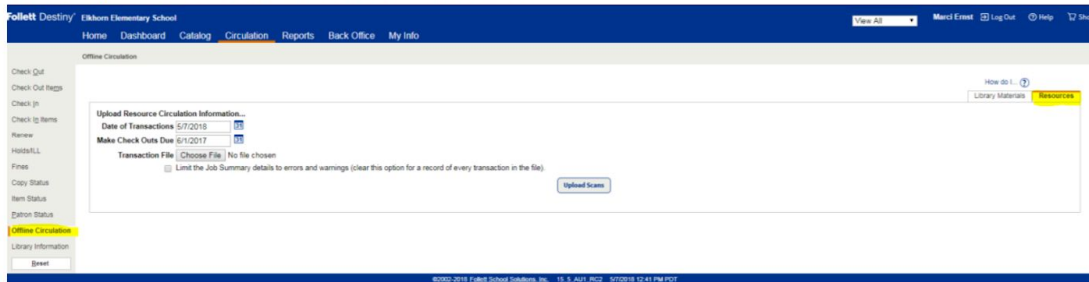 Follett Destiny® Elkhorn Elementary School
View All Marci Ernst Log Out Help
Home Dashboard Catalog Circulation Reports Back Office My Info
Offline Circulation
Check Out
Check Out Items
Check In
Check In Items
Renew
Holds/ILL
Fines
Copy Status
Item Status
Patron Status
Offline Circulation
Library Information
Reset
How do I... ?
Library Materials Resources
Upload Resource Circulation Information...
Date of Transactions 5/7/2018
Make Check Outs Due 6/1/2017
Transaction File Choose File No file chosen
Limit the Job Summary details to errors and warnings (clear this option for a record of every transaction in the file).
Upload Scans
©2002-2018 Follett School Solutions, Inc. 15_5_AU1_RC2 5/7/2018 12:41 PM PDT